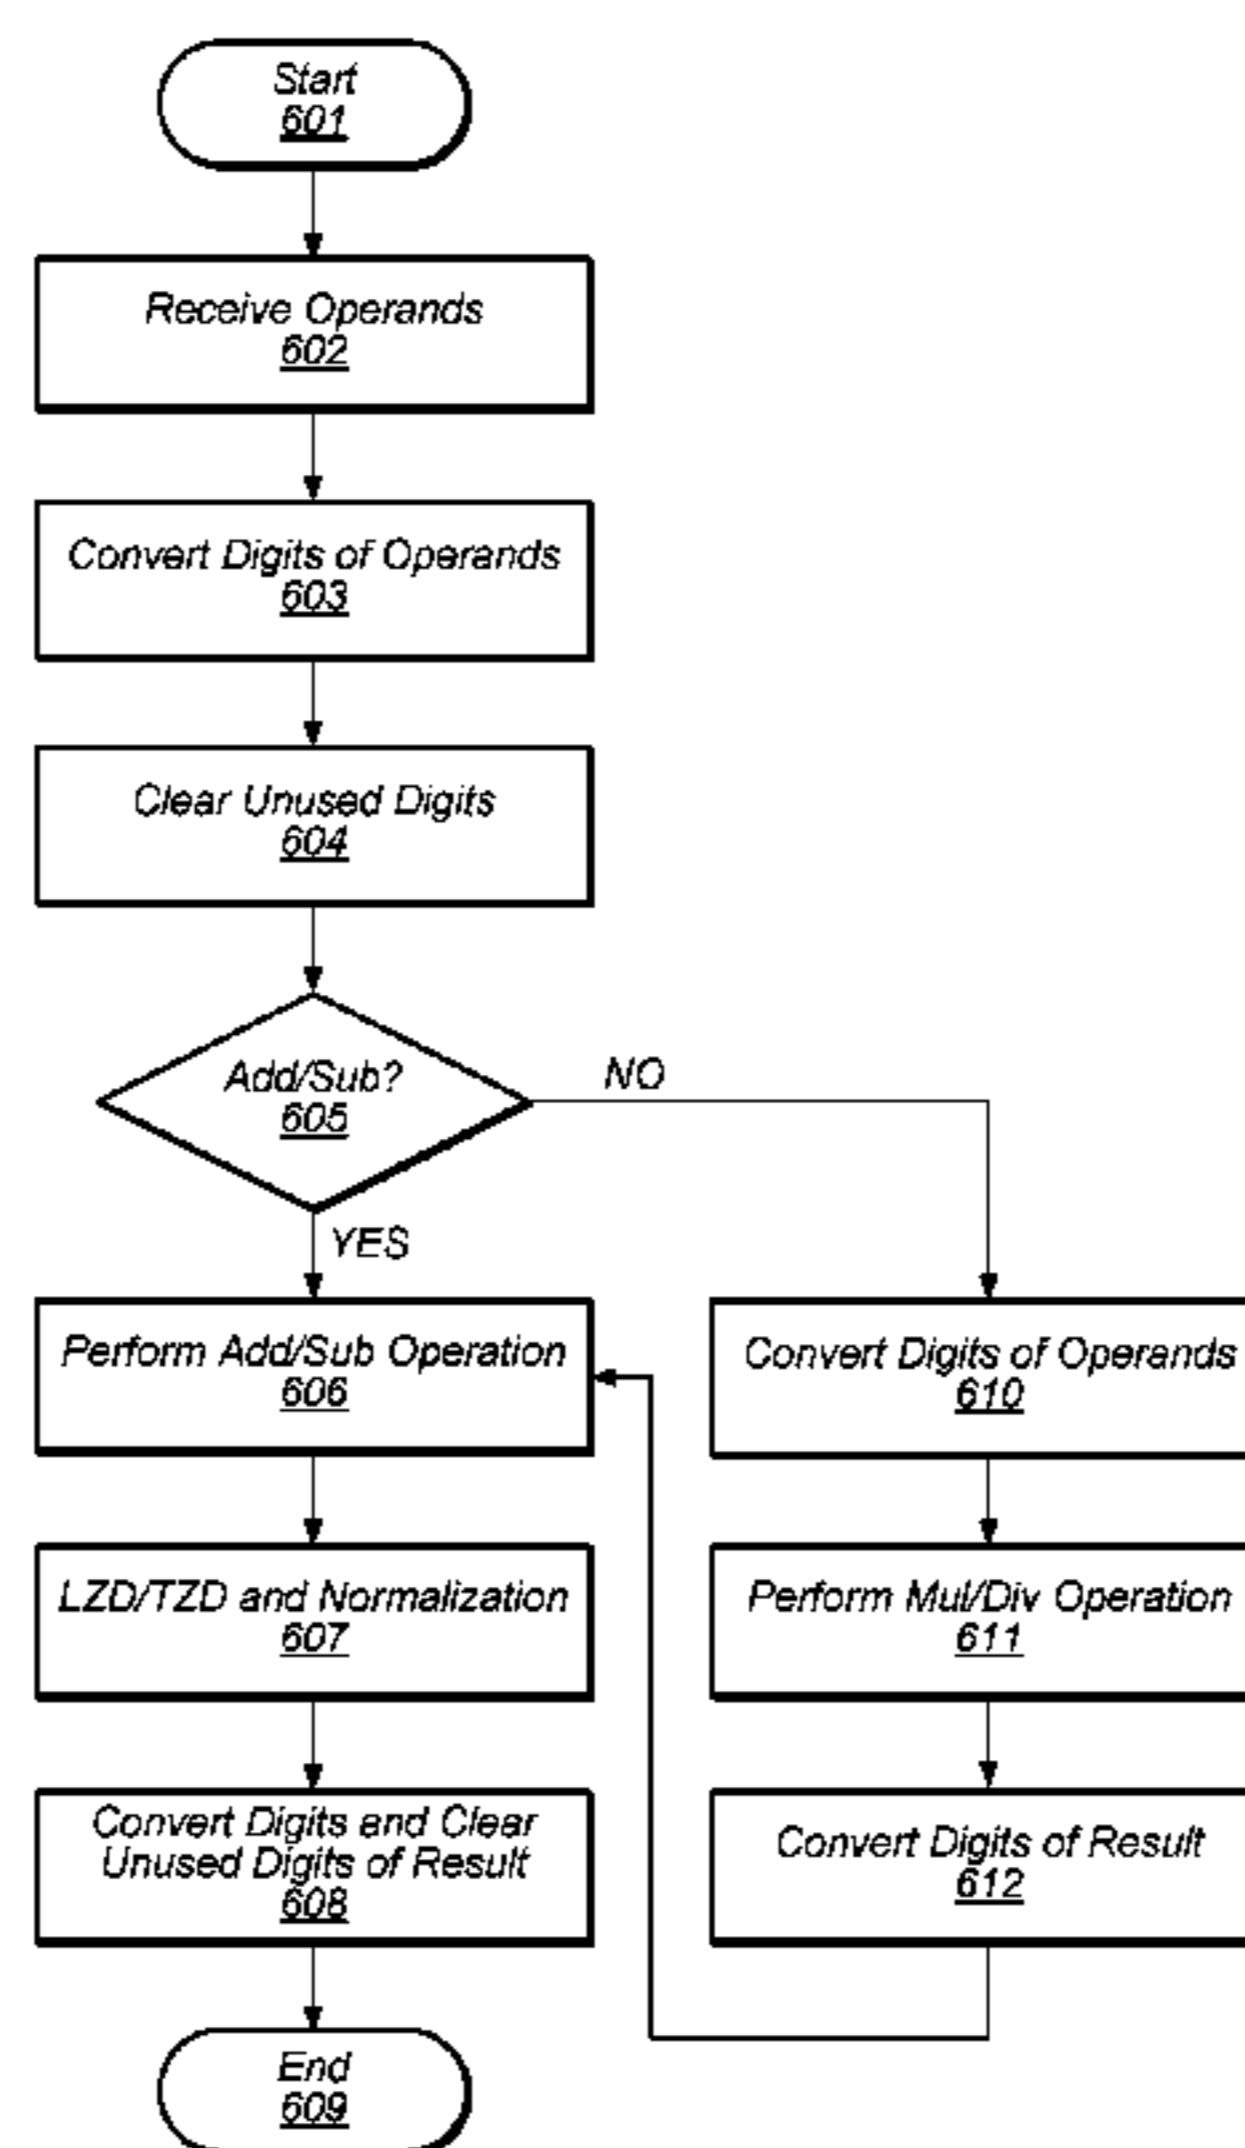 Start
601
Receive Operands
602
Convert Digits of Operands
603
Clear Unused Digits
604
Add/Sub?
605
NO
YES
Perform Add/Sub Operation
606
LZD/TZD and Normalization
607
Convert Digits and Clear
Unused Digits of Result
608
End
609
Convert Digits of Operands
610
Perform Mul/Div Operation
611
Convert Digits of Result
612